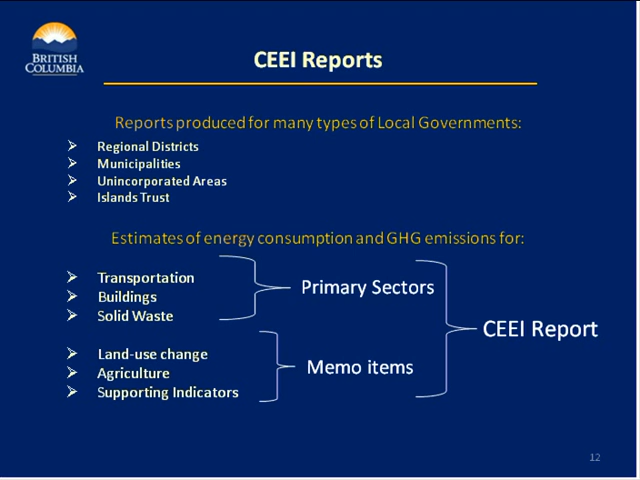 BRITISH
COLUMBIA
CEEI Reports
Reports produced for many types of Local Governments:
Regional Districts
Municipalities
Unincorporated Areas
Islands Trust
Estimates of energy consumption and GHG emissions for:
Transportation
Buildings
Solid Waste
Primary Sectors
CEEI Report
Land-use change
Agriculture
Supporting Indicators
Memo items
12